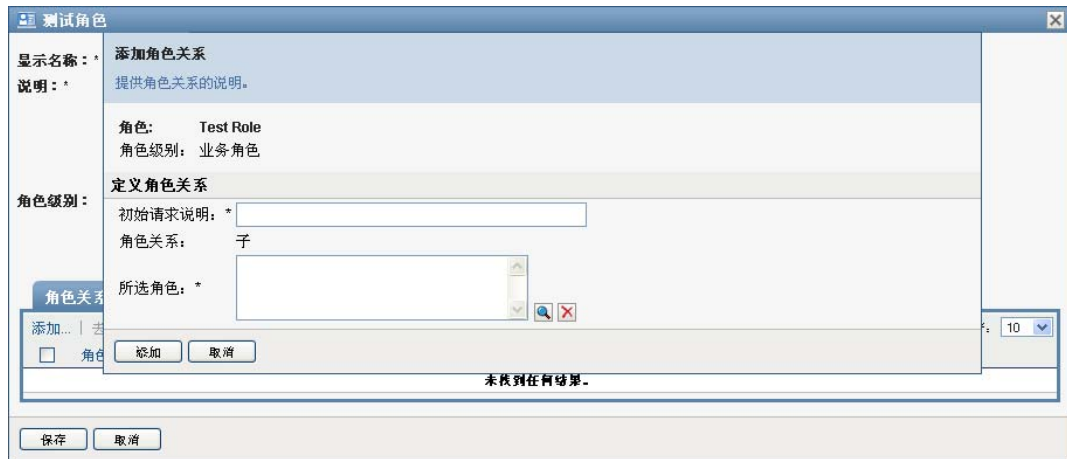 测试角色
显示名称：*
说明：*
添加角色关系
提供角色关系的说明。
角色: Test Role
角色级别： 业务角色
定义角色关系
角色级别：
初始请求说明： *
角色关系： 子
所选角色： *
角色关系
添加... | 去
10
角色
添加 取消
未找到任何结果。
保存 取消